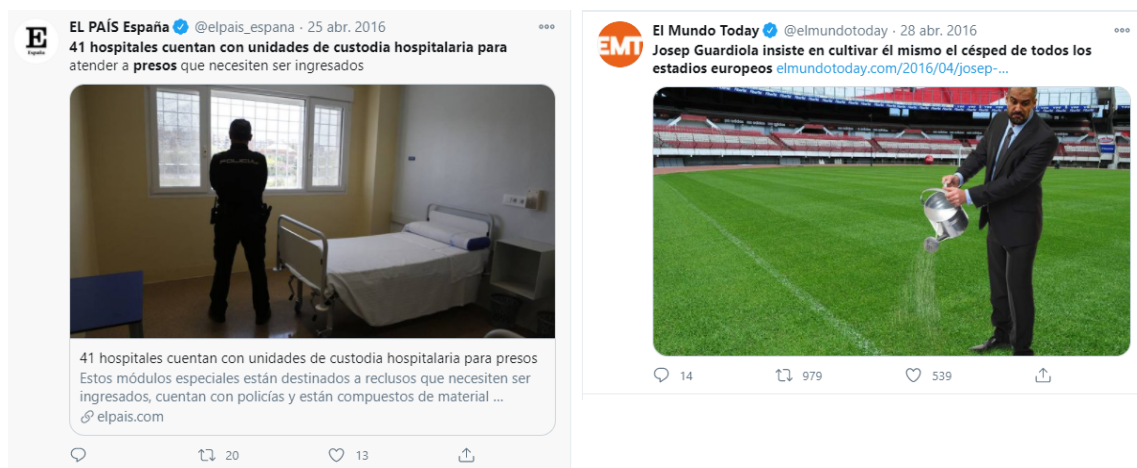 E
España
EL PAÍS España @elpais_espana · 25 abr. 2016
41 hospitales cuentan con unidades de custodia hospitalaria para
atender a presos que necesiten ser ingresados
POLICIA
41 hospitales cuentan con unidades de custodia hospitalaria para presos
Estos módulos especiales están destinados a reclusos que necesiten ser
ingresados, cuentan con policías y están compuestos de material ...
elpais.com
20
13
EMT
El Mundo Today @elmundotoday · 28 abr. 2016
Josep Guardiola insiste en cultivar él mismo el césped de todos los
estadios europeos elmundotoday.com/2016/04/josep-...
14
979
539